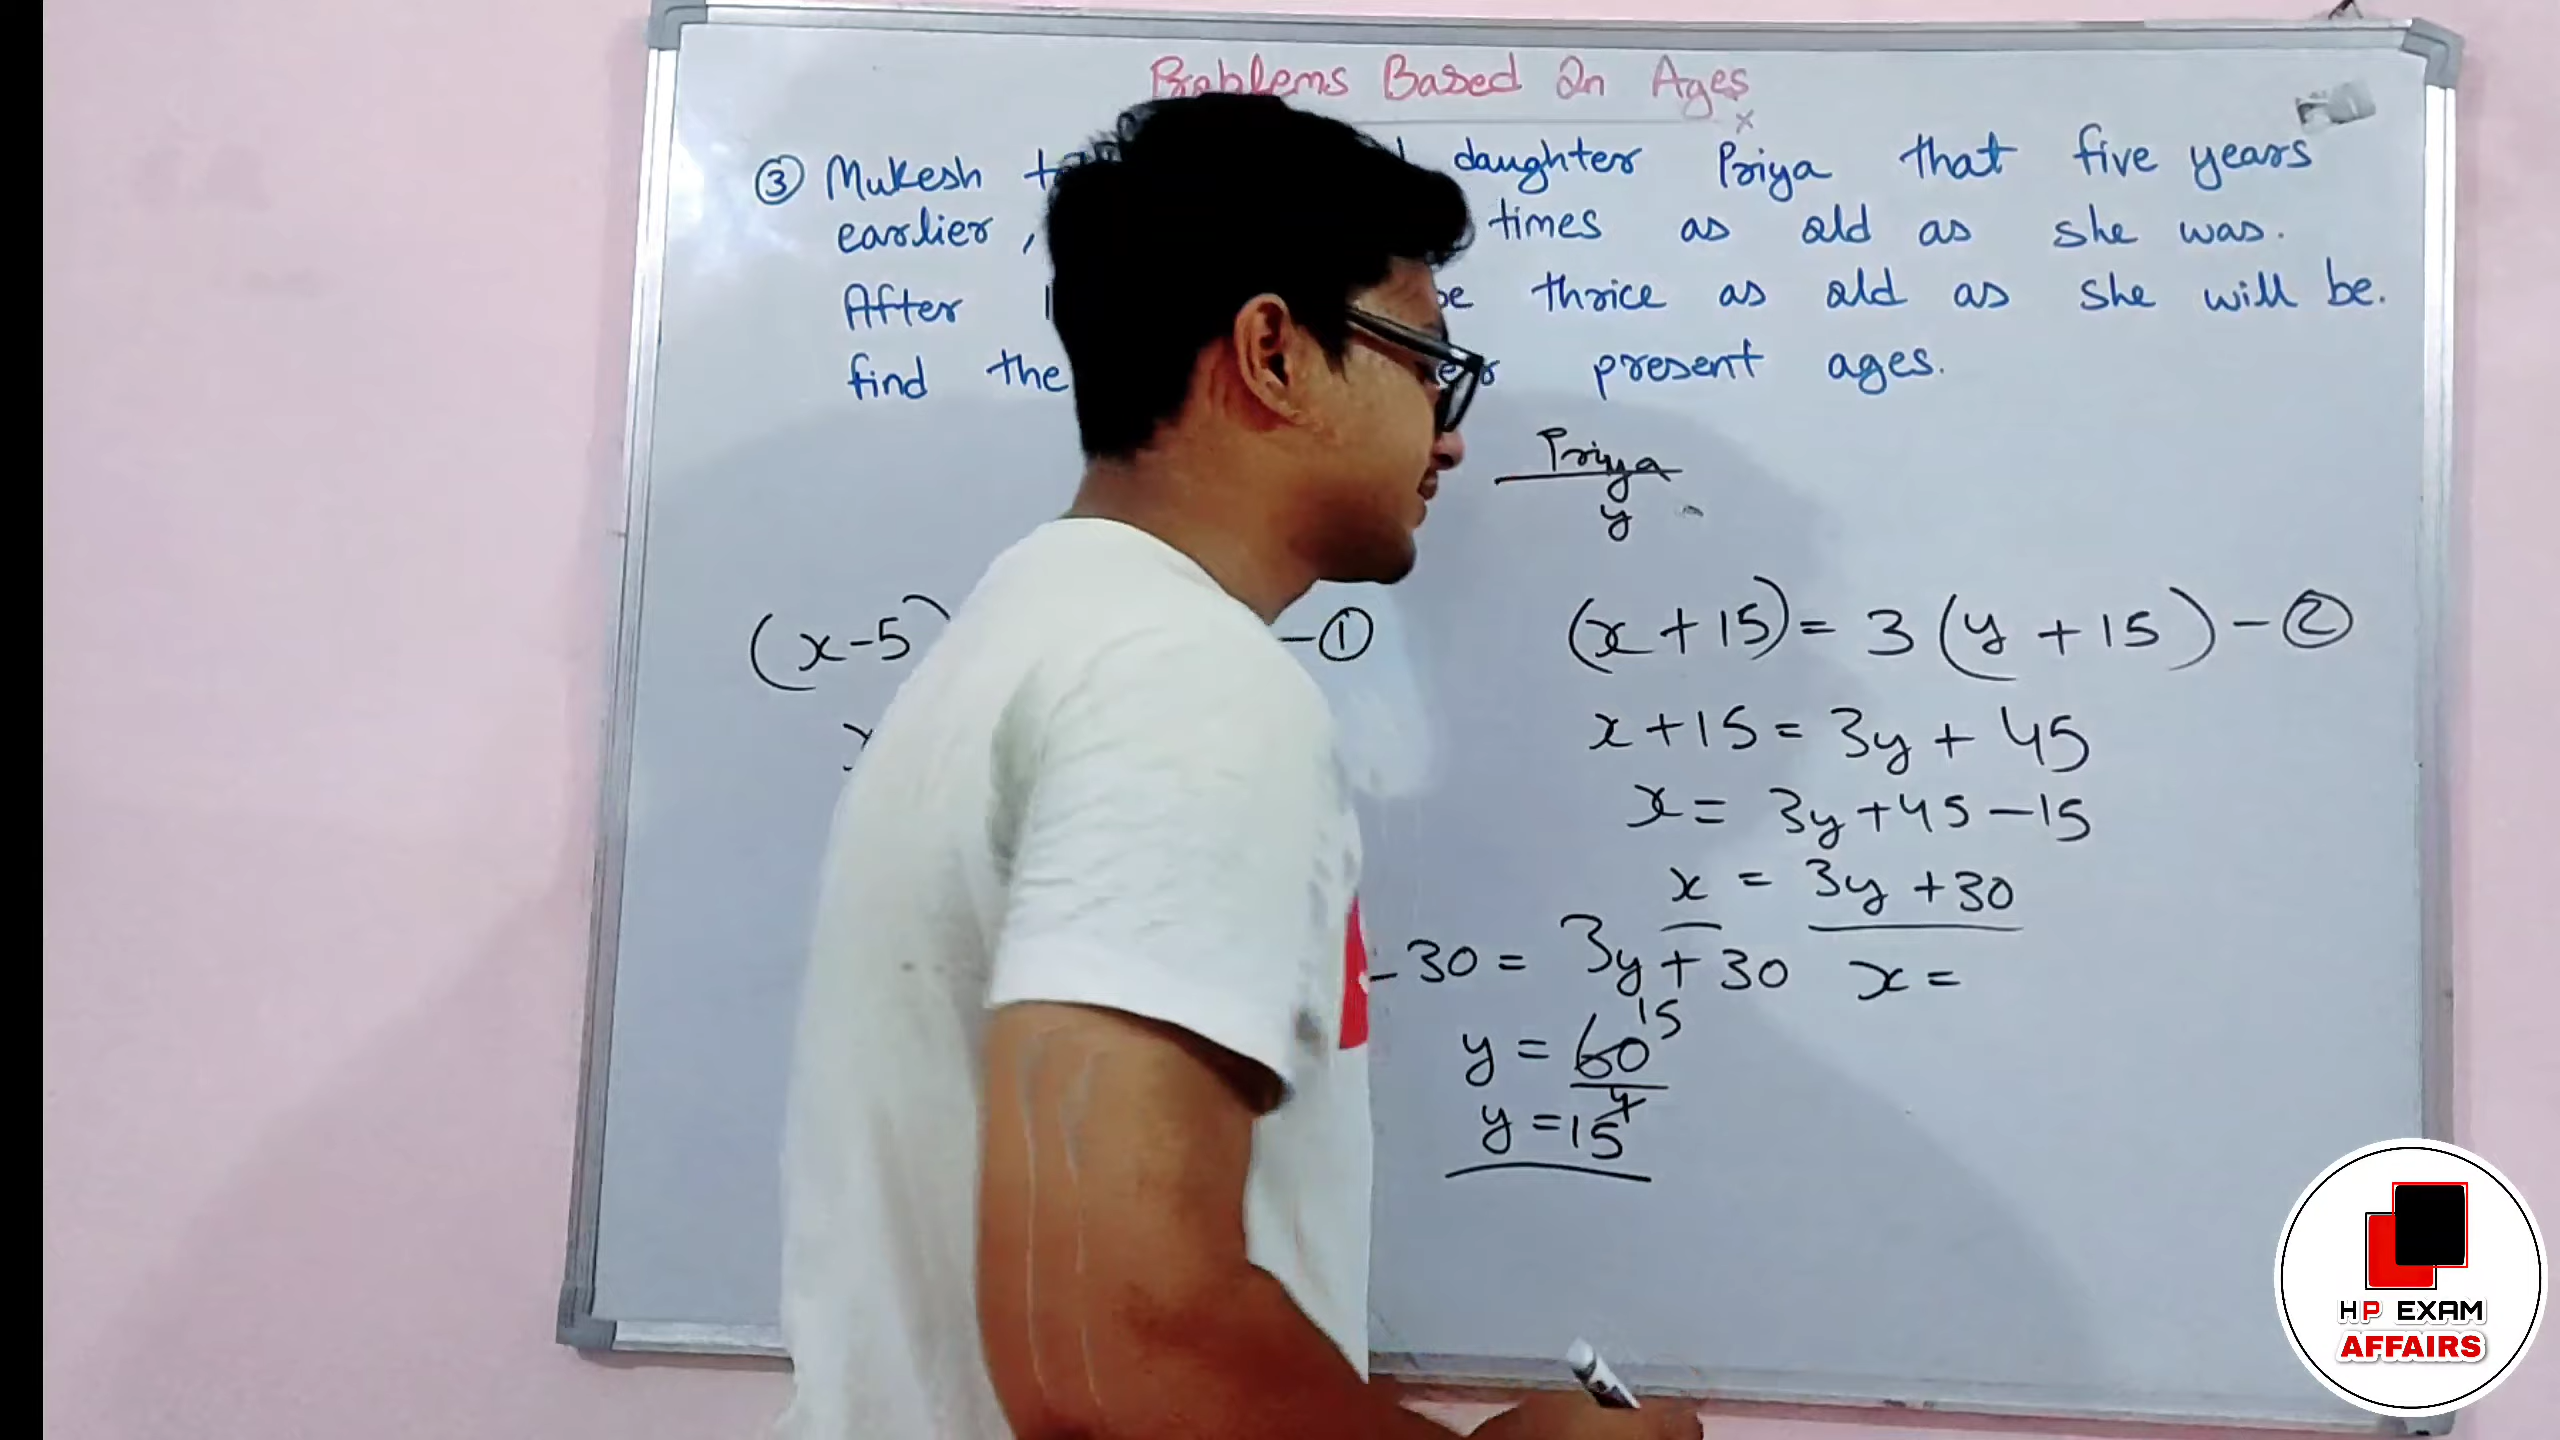 Problems Based On Ages
x
③ Mukesh daughter Priya that five years
earlier, times as old as she was.
After thrice as old as she will be.
find the present ages.
Priya
y
(x-5) -① (x+15) = 3(y+15) -②
x+15 = 3y+45
x = 3y+45-15
x = 3y+30
-30 = 3y+30 x =
y = 60/4 15
y = 15
HP EXAM
AFFAIRS